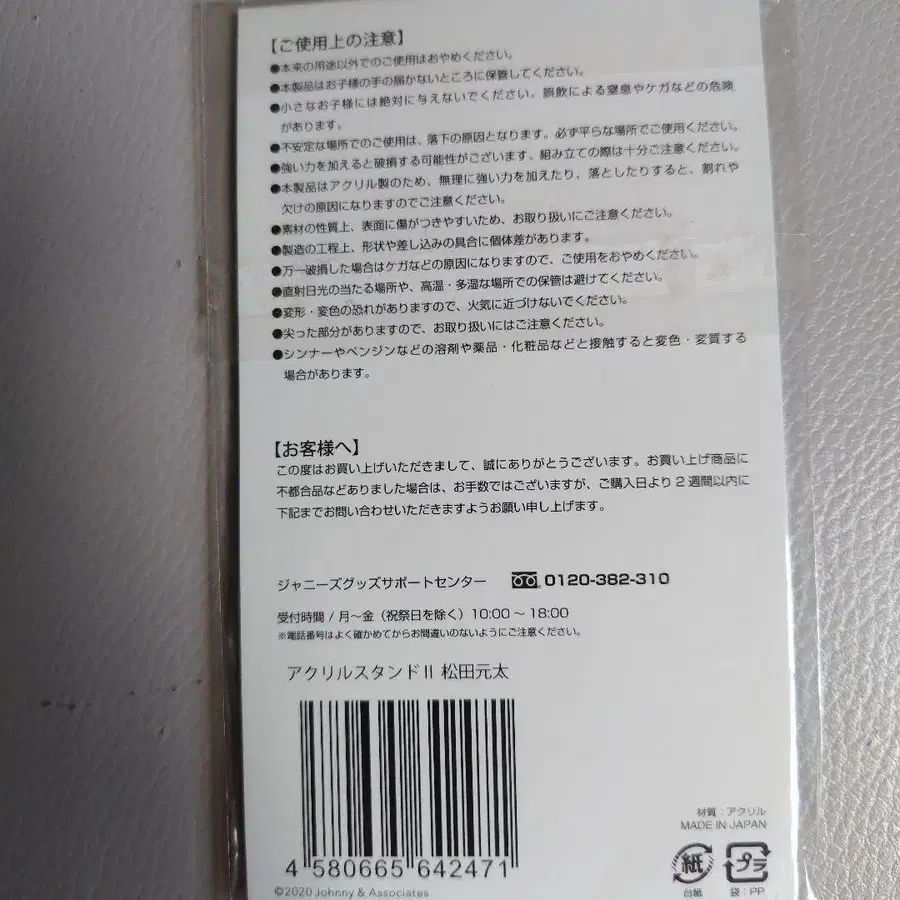 【ご使用上の注意】
●本来の用途以外でのご使用はおやめください。
●本製品はお子様の手の届かないところに保管してください。
●小さなお子様には絶対に与えないでください。誤飲による窒息やケガなどの危険
があります。
●不安定な場所でのご使用は、落下の原因となります。必ず平らな場所でご使用ください。
●強い力を加えると破損する可能性がございます。組み立ての際は十分ご注意ください。
●本製品はアクリル製のため、無理に強い力を加えたり、落としたりすると、割れや
欠けの原因になりますのでご注意ください。
●素材の性質上、表面に傷がつきやすいため、お取り扱いにご注意ください。
●製造の工程上、形状や差し込みの具合に個体差があります。
●万一破損した場合はケガなどの原因になりますので、ご使用をおやめください。
●直射日光の当たる場所や、高温・多湿な場所での保管は避けてください。
●変形・変色の恐れがありますので、火気に近づけないでください。
●尖った部分がありますので、お取り扱いにはご注意ください。
●シンナーやベンジンなどの溶剤や薬品・化粧品などと接触すると変色・変質する
場合があります。
【お客様へ】
この度はお買い上げいただきまして、誠にありがとうございます。お買い上げ商品に
不都合品などありました場合は、お手数ではございますが、ご購入日より2週間以内に
下記までお問い合わせいただきますようお願い申し上げます。
ジャニーズグッズサポートセンター 0120-382-310
受付時間 / 月〜金（祝祭日を除く）10:00〜18:00
※電話番号はよく確かめてからお間違いのないようにご注意ください。
アクリルスタンドⅡ 松田元太
4 580665 642471
©2020 Johnny & Associates
材質：アクリル
MADE IN JAPAN
紙 プラ
台紙 袋：PP